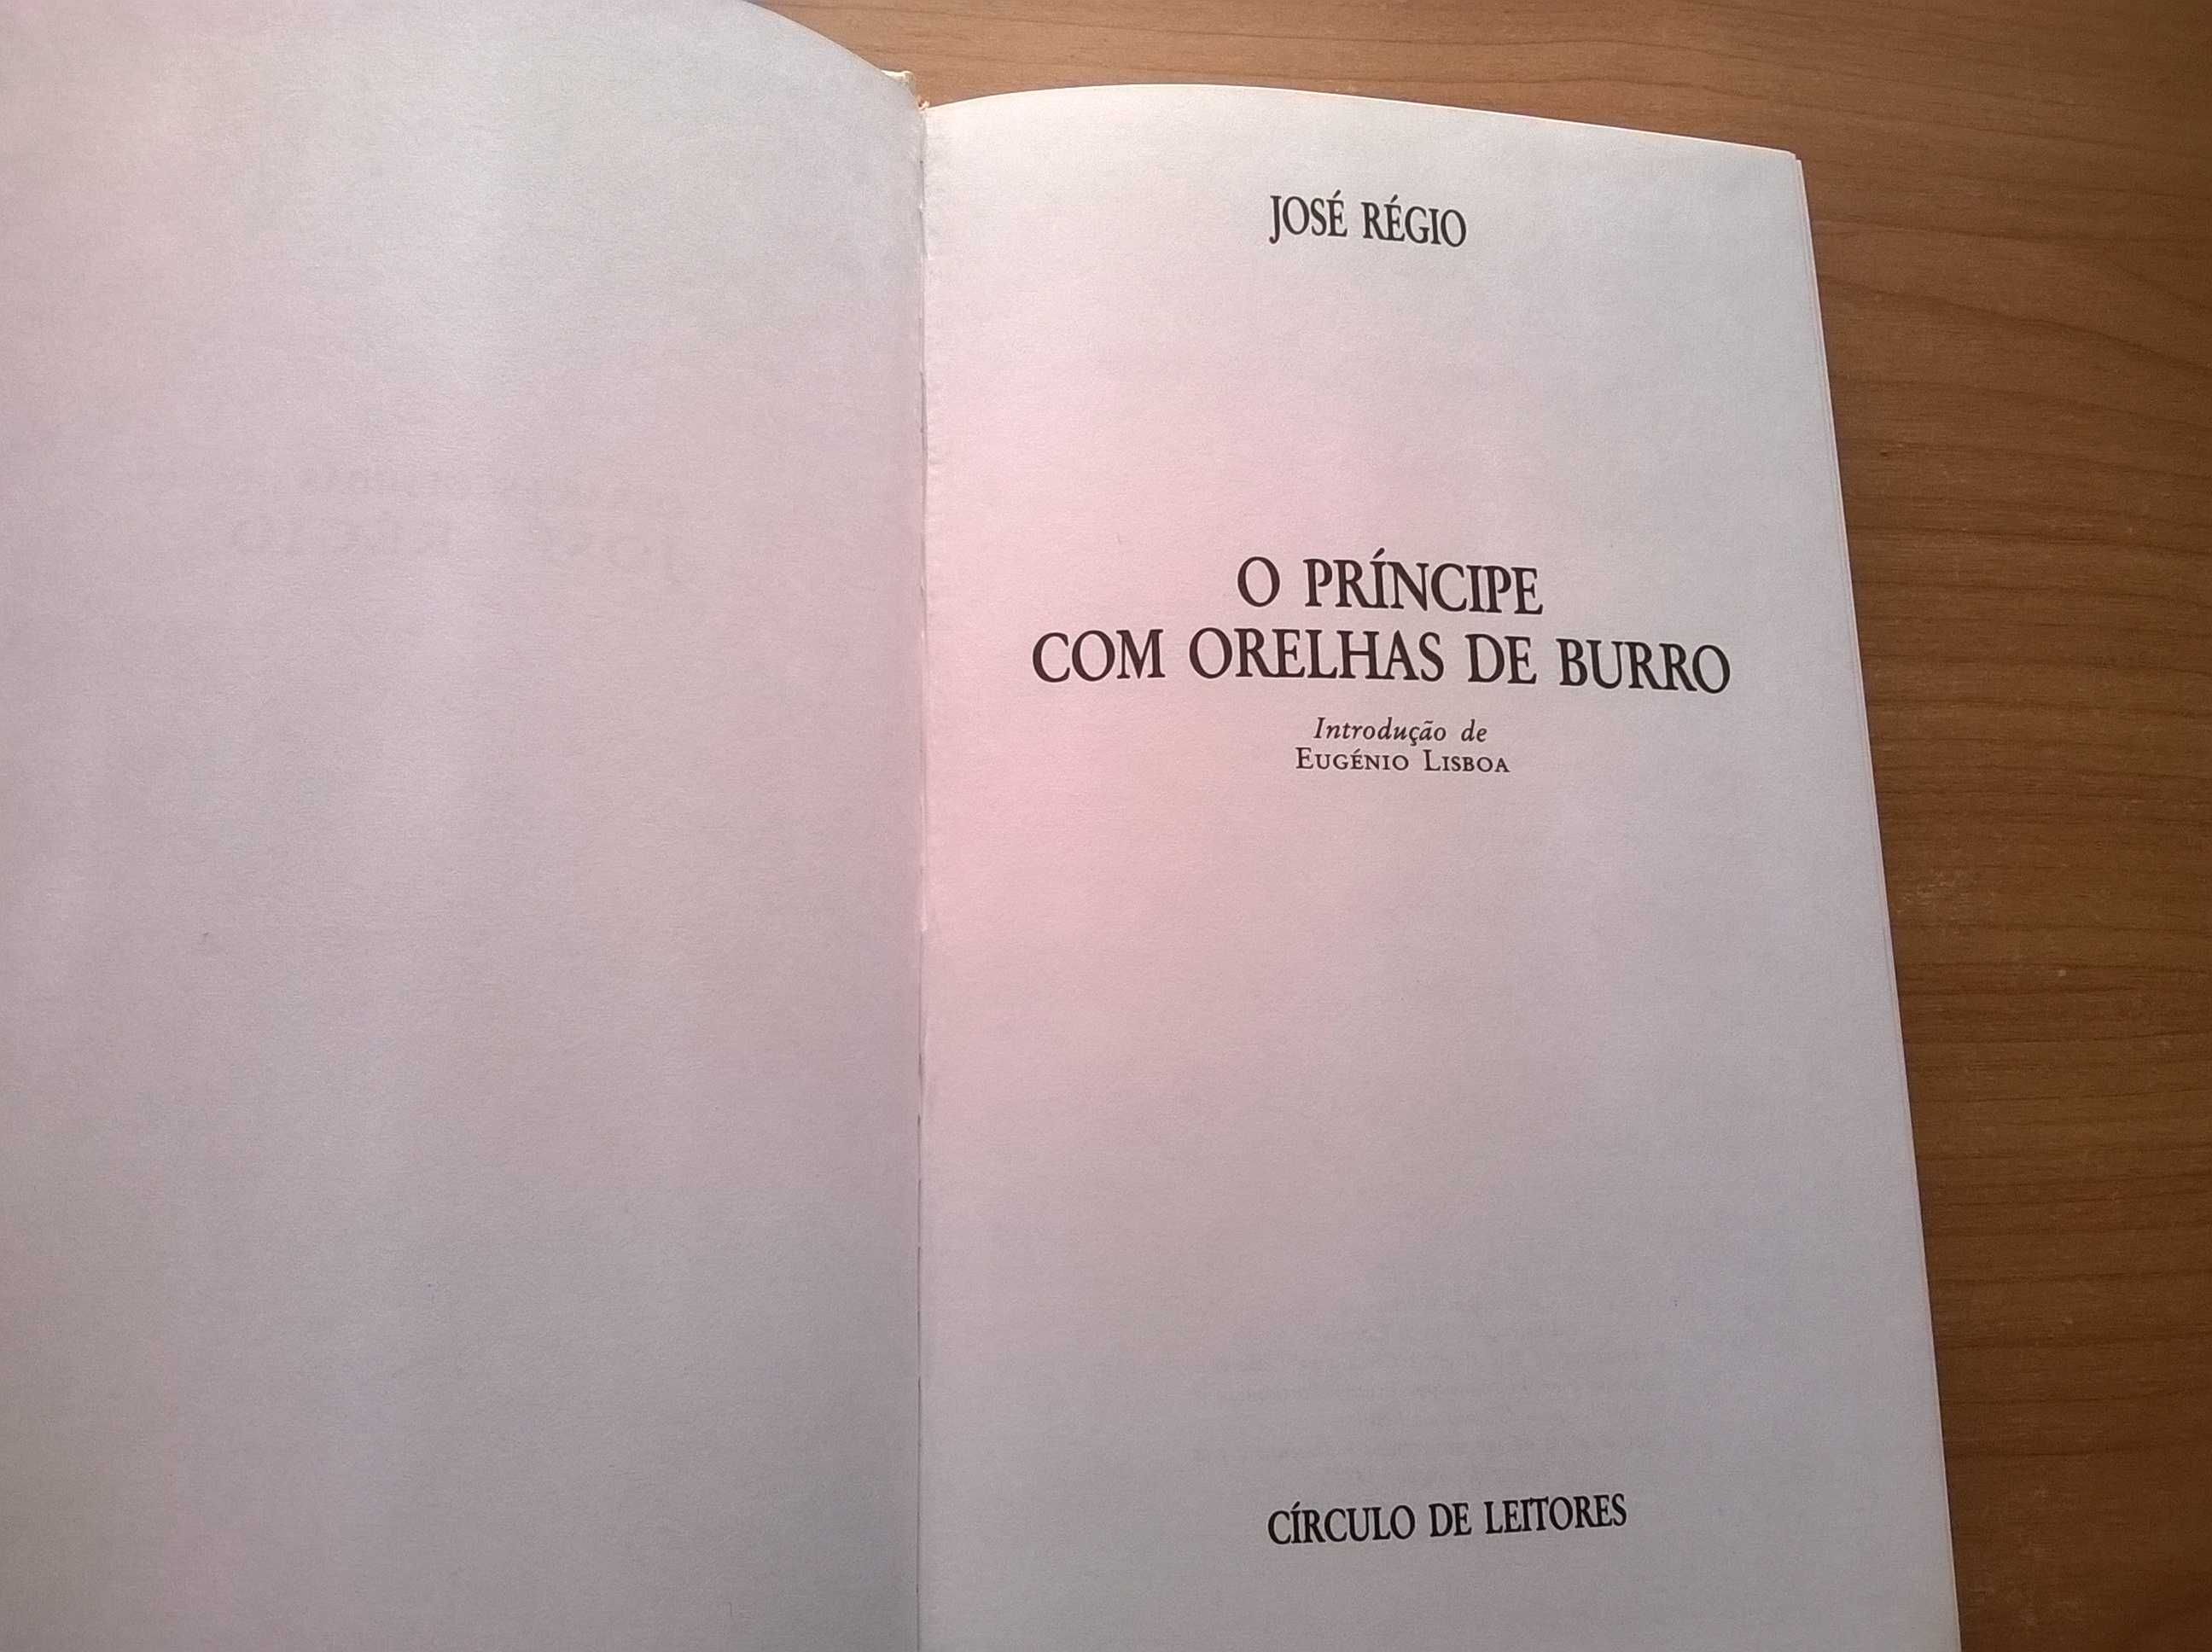 JOSÉ RÉGIO
O PRÍNCIPE
COM ORELHAS DE BURRO
Introdução de
EUGÉNIO LISBOA
CÍRCULO DE LEITORES